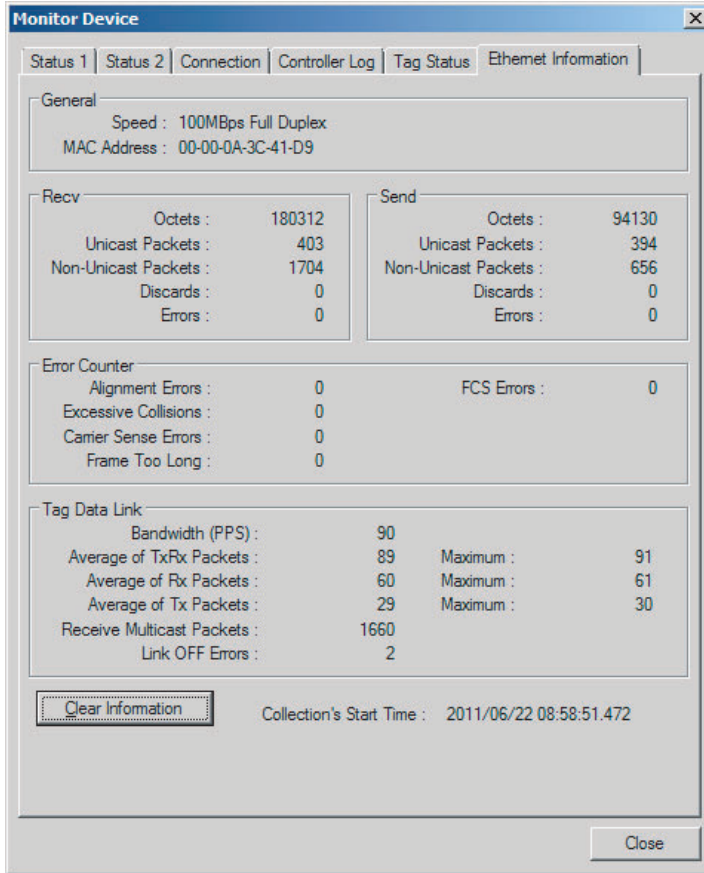 Monitor Device
Status 1 Status 2 Connection Controller Log Tag Status Ethernet Information
General
Speed : 100MBps Full Duplex
MAC Address : 00-00-0A-3C-41-D9
Recv
Octets : 180312
Unicast Packets : 403
Non-Unicast Packets : 1704
Discards : 0
Errors : 0
Send
Octets : 94130
Unicast Packets : 394
Non-Unicast Packets : 656
Discards : 0
Errors : 0
Error Counter
Alignment Errors : 0 FCS Errors : 0
Excessive Collisions : 0
Carrier Sense Errors : 0
Frame Too Long : 0
Tag Data Link
Bandwidth (PPS) : 90
Average of TxRx Packets : 89 Maximum : 91
Average of Rx Packets : 60 Maximum : 61
Average of Tx Packets : 29 Maximum : 30
Receive Multicast Packets : 1660
Link OFF Errors : 2
Clear Information Collection's Start Time : 2011/06/22 08:58:51.472
Close